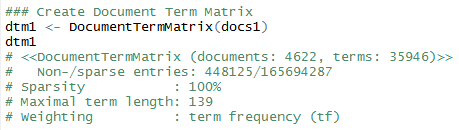 ### Create Document Term Matrix
dtm1 <- DocumentTermMatrix(docs1)
dtm1
# <<DocumentTermMatrix (documents: 4622, terms: 35946)>>
#   Non-/sparse entries: 448125/165694287
# Sparsity           : 100%
# Maximal term length: 139
# Weighting          : term frequency (tf)